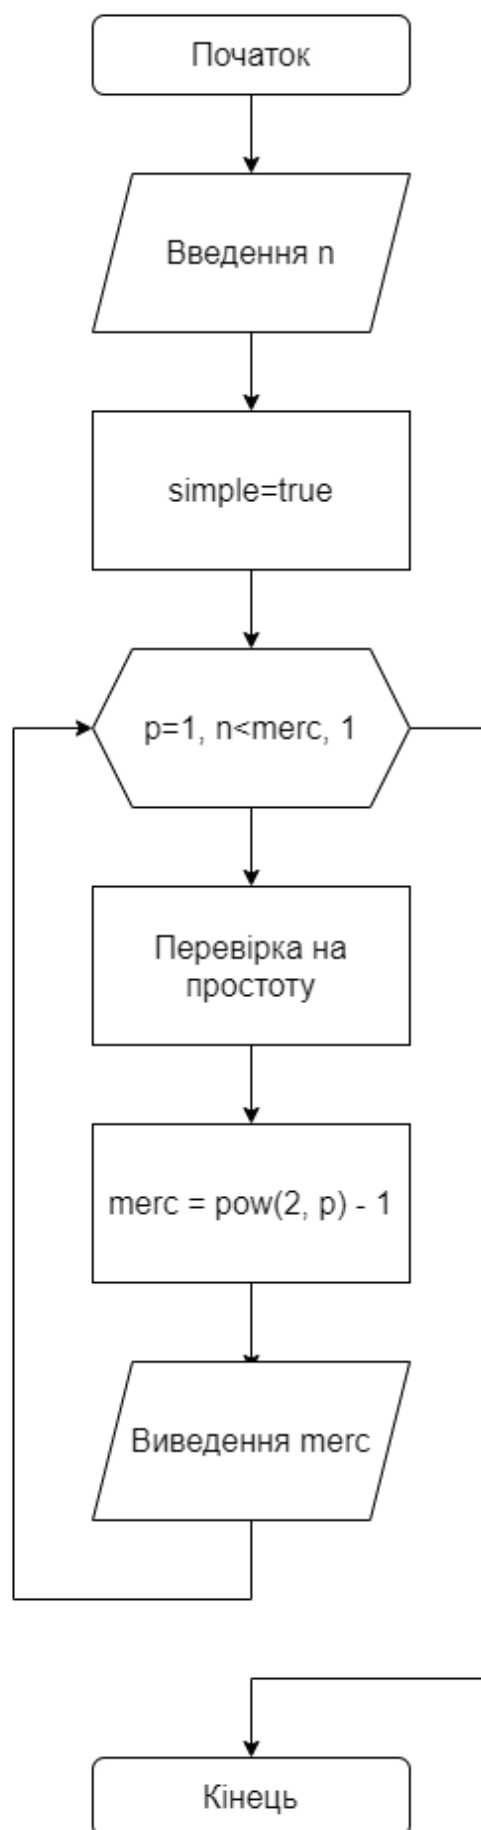 Початок
Введення n
simple=true
p=1, n<merc, 1
Перевірка на
простоту
merc = pow(2, p) - 1
Виведення merc
Кінець